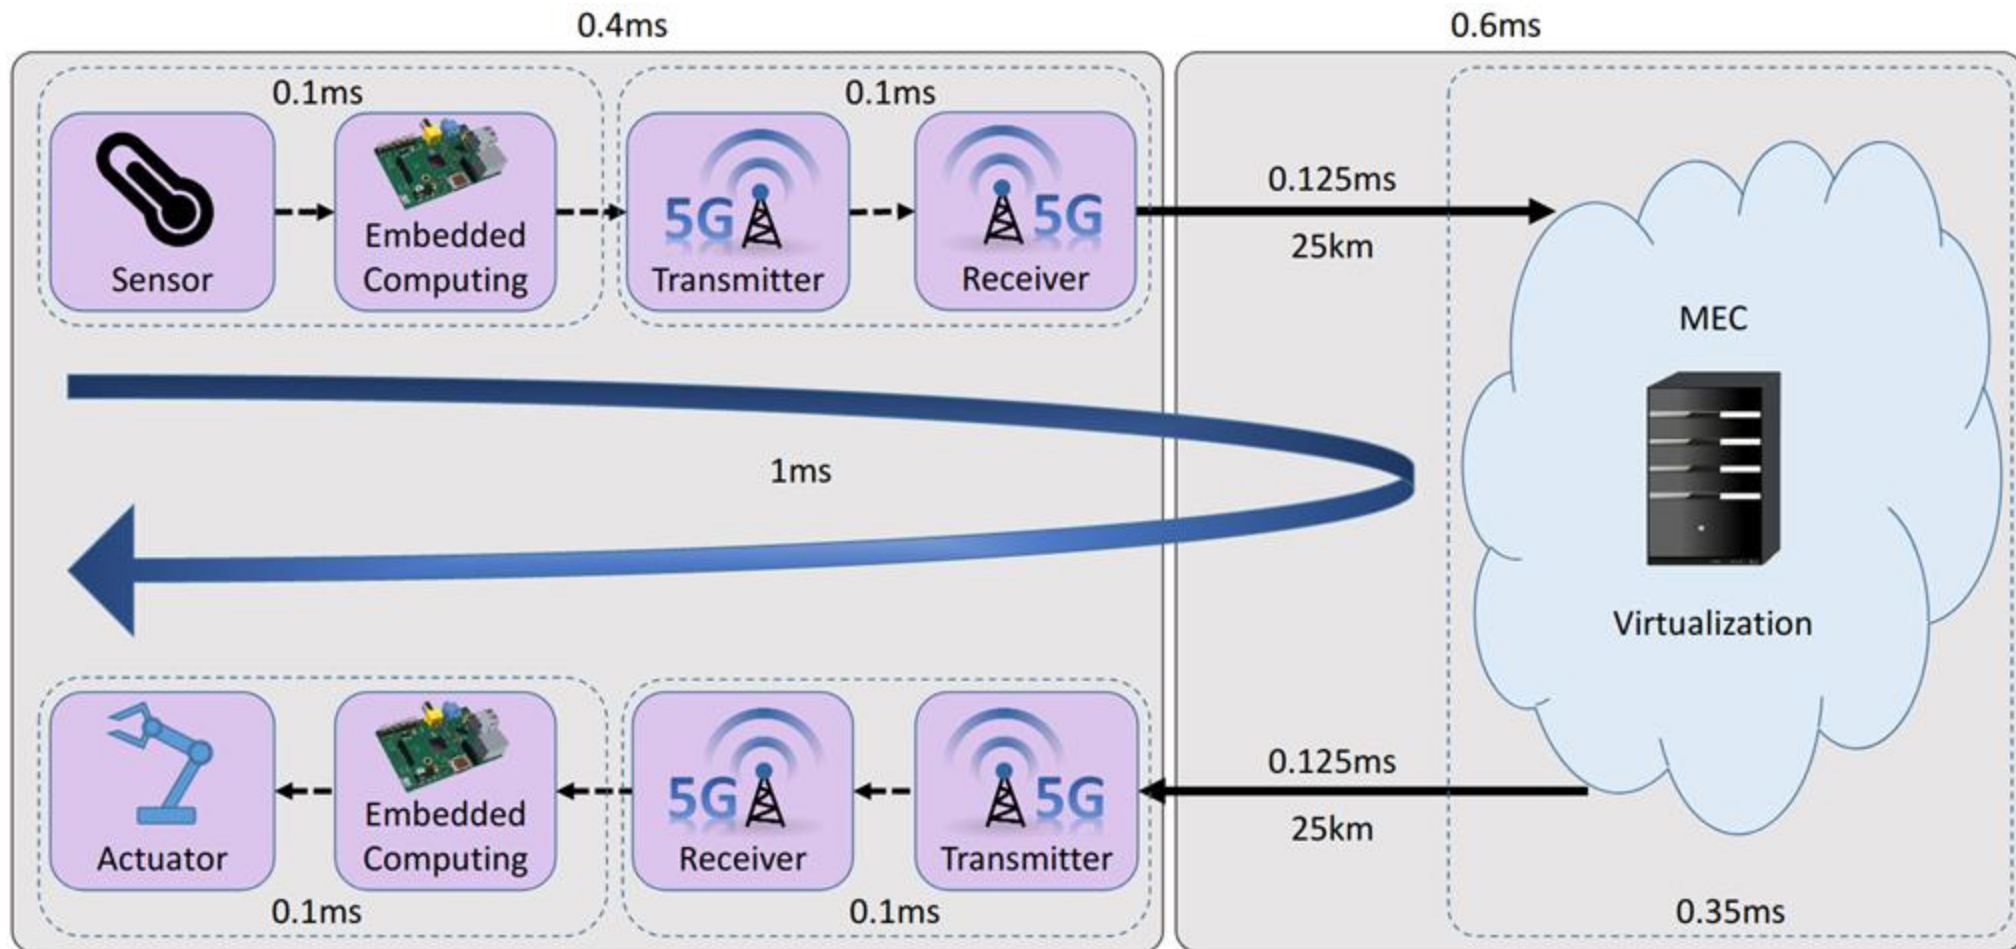 0.4ms
0.6ms
0.1ms
0.1ms
Sensor
Embedded
Computing
5G
Transmitter
5G
Receiver
0.125ms
25km
MEC
1ms
Virtualization
Actuator
Embedded
Computing
5G
Receiver
5G
Transmitter
0.125ms
25km
0.1ms
0.1ms
0.35ms